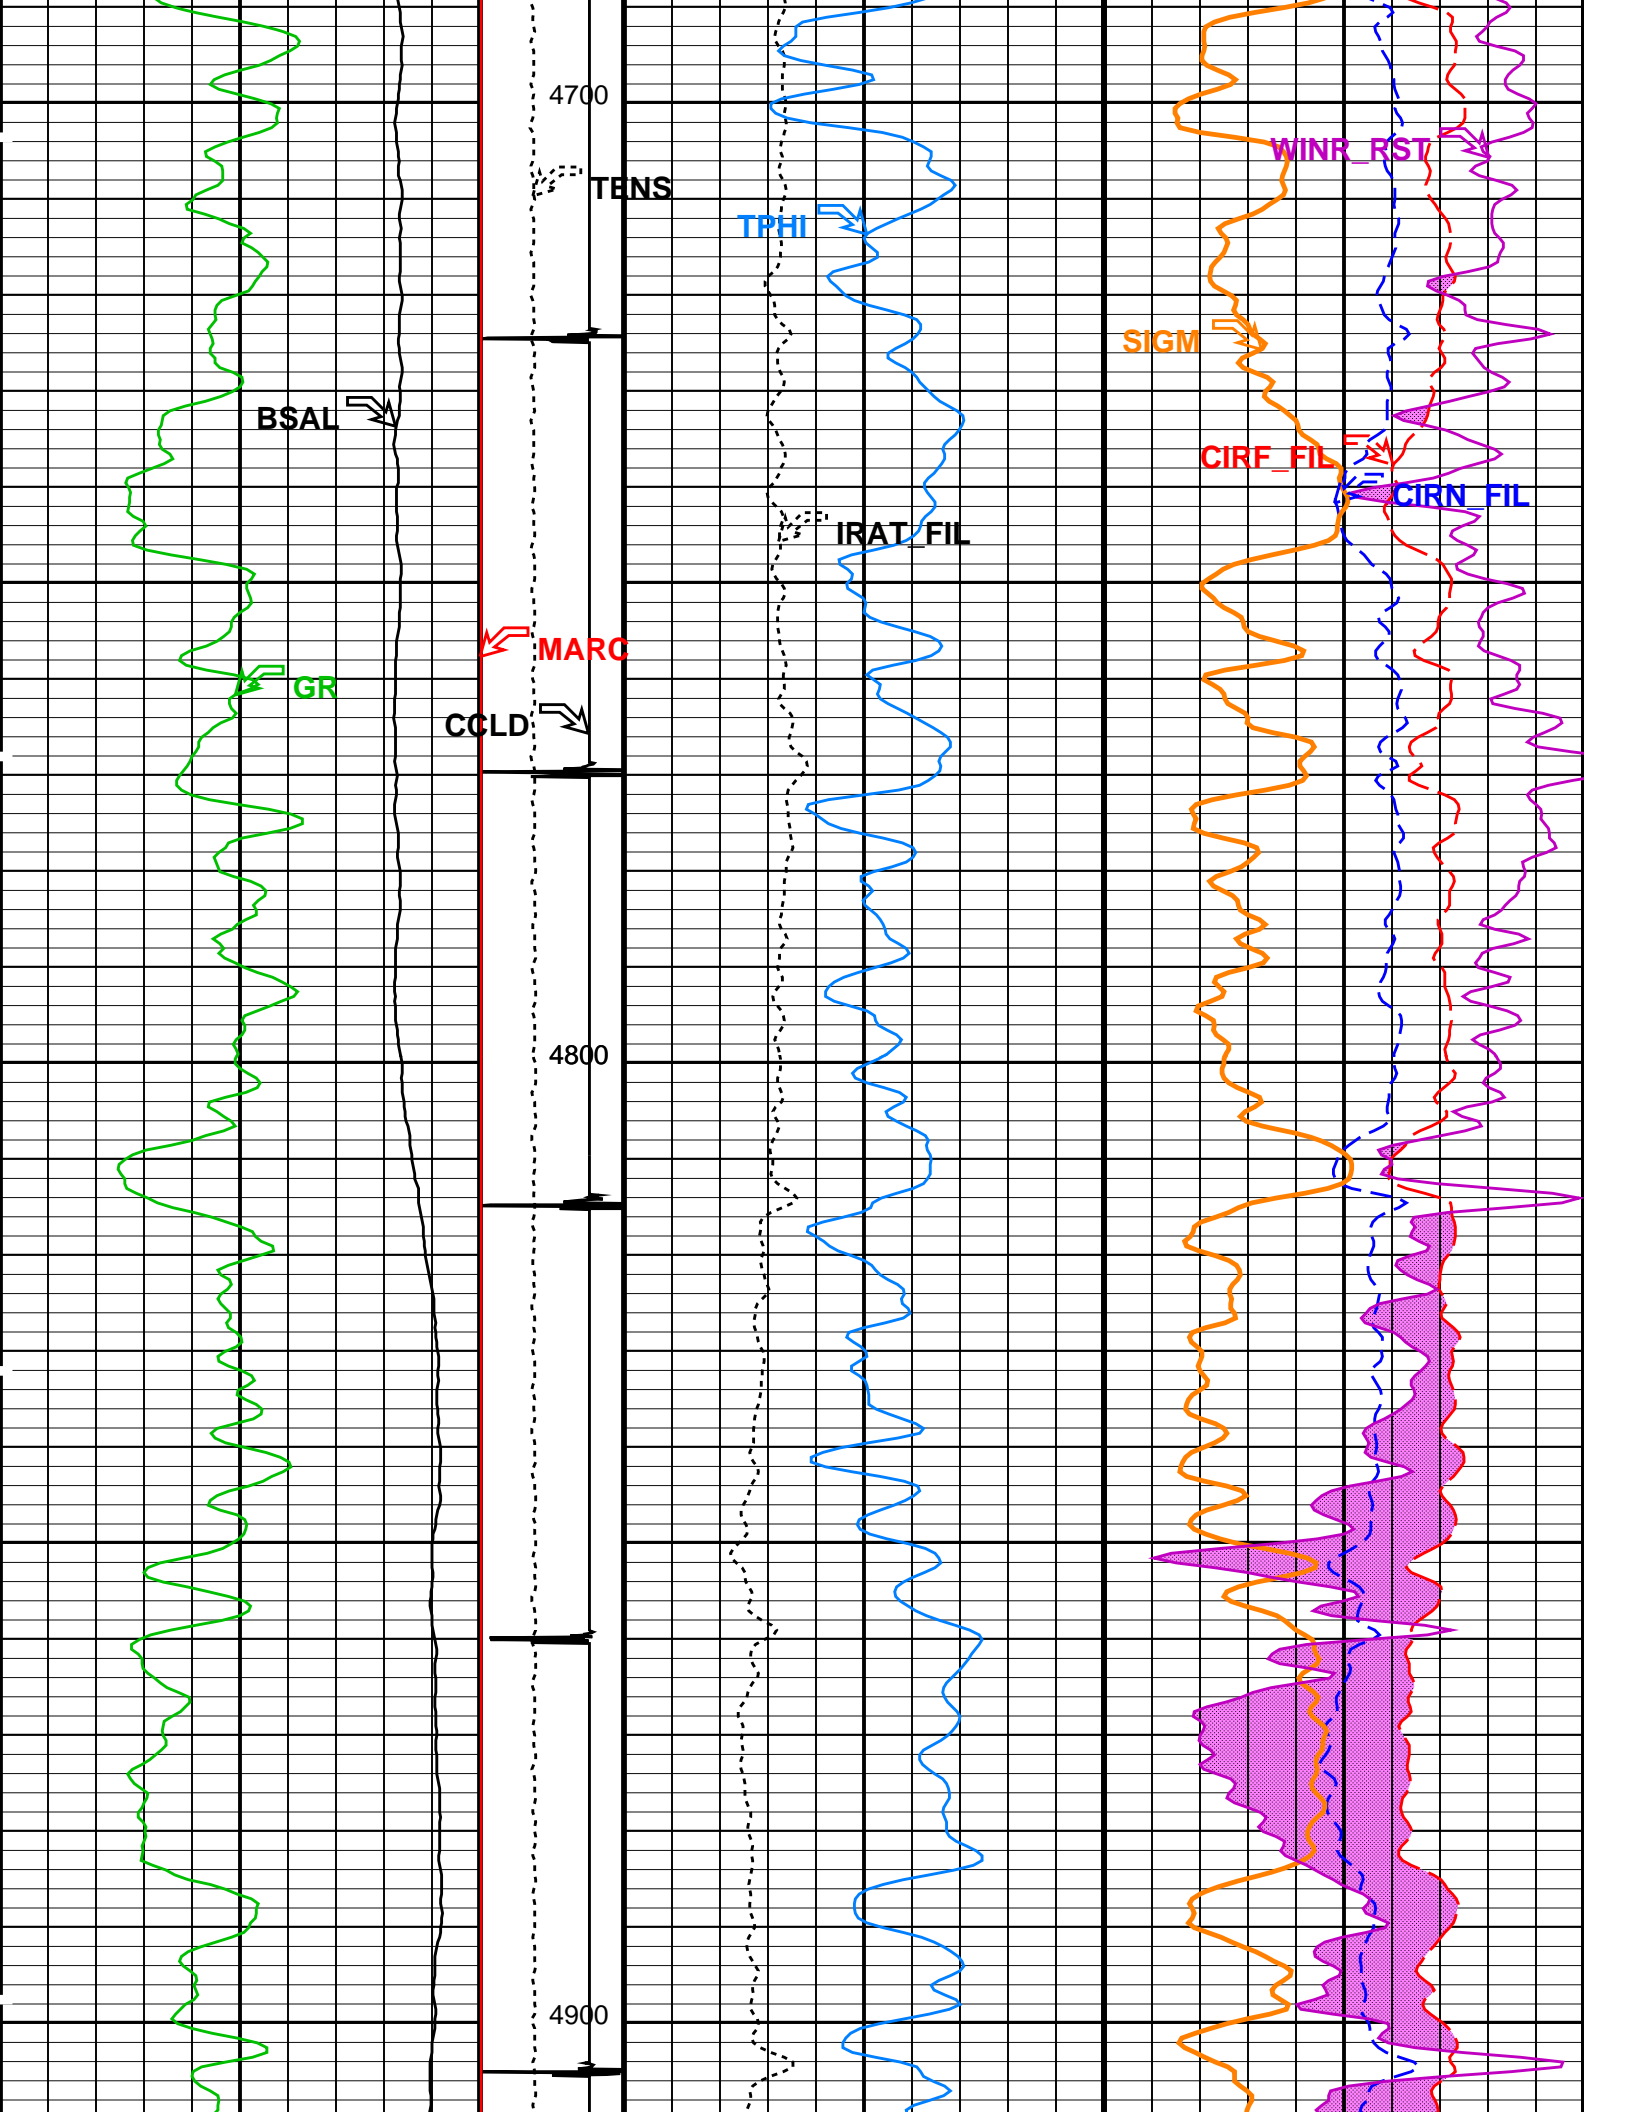 4700
WINR_RST
TENS
TPHI
SIGM
BSAL
CIRF_FIL
CIRN_FIL
IRAT_FIL
MARC
GR
CCLD
4800
4900